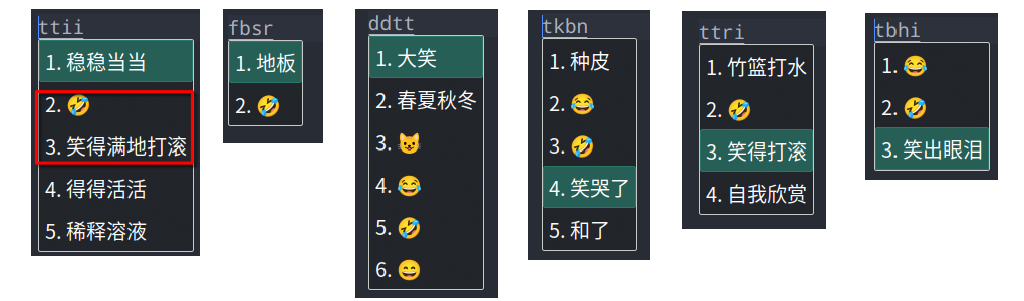 ttii
1. 稳稳当当
2. 🤣
3. 笑得满地打滚
4. 得得活活
5. 稀释溶液
fbsr
1. 地板
2. 🤣
ddtt
1. 大笑
2. 春夏秋冬
3. 😺
4. 😂
5. 🤣
6. 😄
tkbn
1. 种皮
2. 😂
3. 🤣
4. 笑哭了
5. 和了
ttri
1. 竹篮打水
2. 🤣
3. 笑得打滚
4. 自我欣赏
tbhi
1. 😂
2. 🤣
3. 笑出眼泪